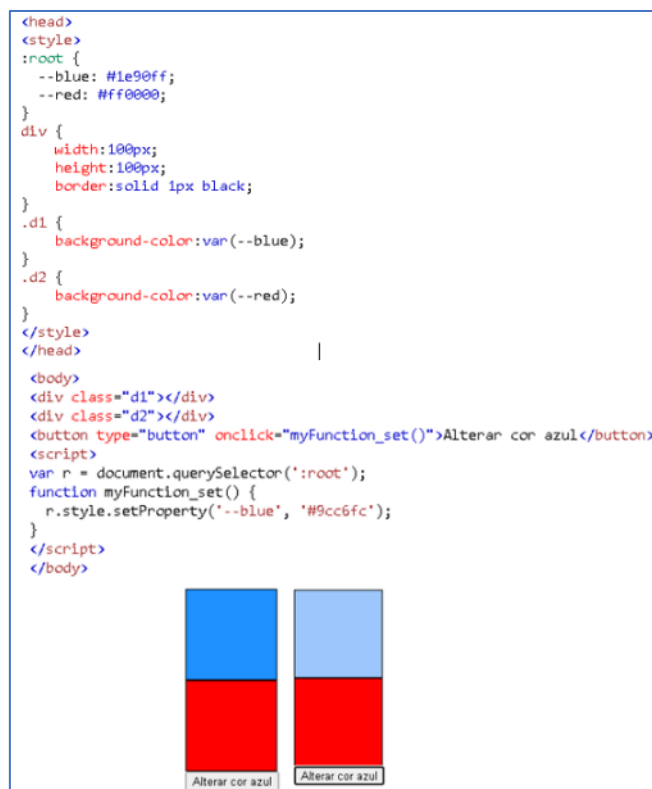 <head>
<style>
:root {
  --blue: #1e90ff;
  --red: #ff0000;
}
div {
    width:100px;
    height:100px;
    border:solid 1px black;
}
.d1 {
    background-color:var(--blue);
}
.d2 {
    background-color:var(--red);
}
</style>
</head>
<body>
<div class="d1"></div>
<div class="d2"></div>
<button type="button" onclick="myFunction_set()">Alterar cor azul</button>
<script>
var r = document.querySelector(':root');
function myFunction_set() {
  r.style.setProperty('--blue', '#9cc6fc');
}
</script>
</body>
Alterar cor azul
Alterar cor azul